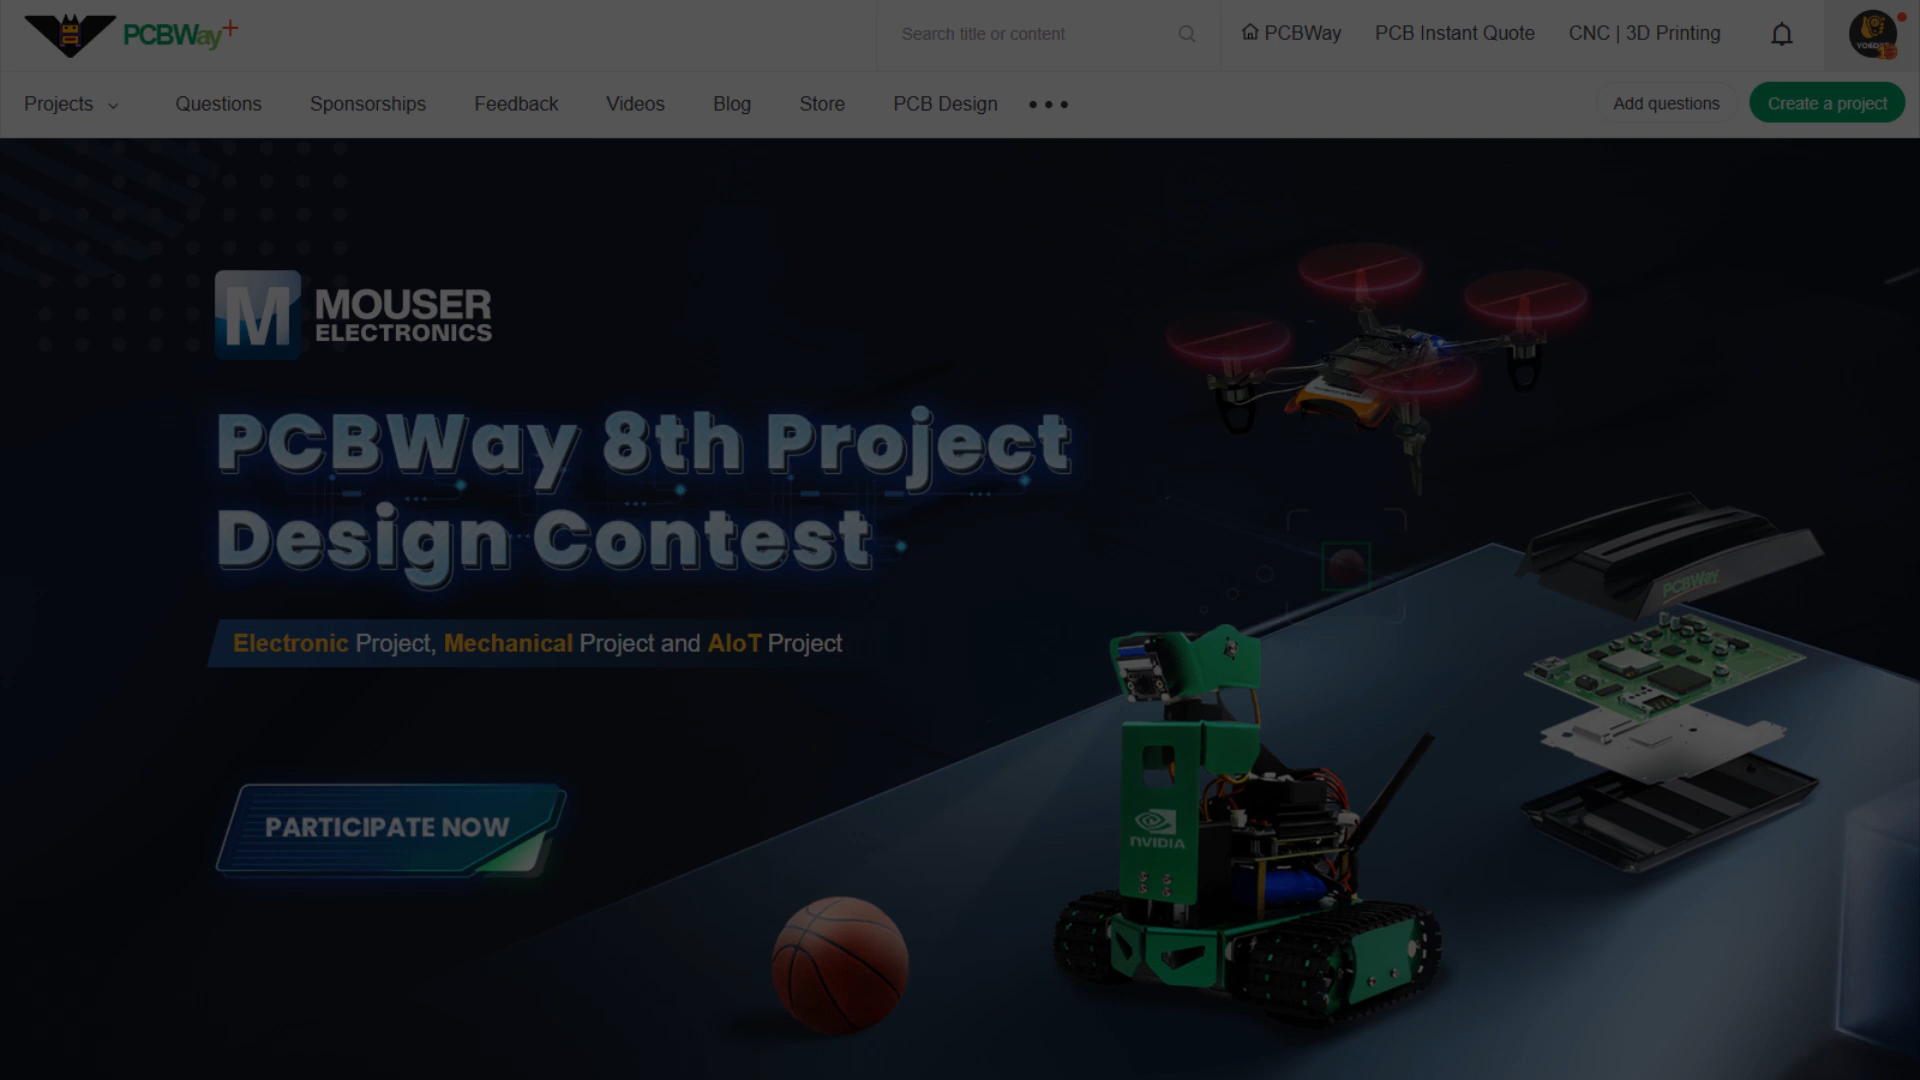 PCBWay+
Search title or content
PCBWay
PCB Instant Quote
CNC | 3D Printing
Projects
Questions
Sponsorships
Feedback
Videos
Blog
Store
PCB Design
Add questions
Create a project
M MOUSER
ELECTRONICS
PCBWay 8th Project
Design Contest
Electronic Project, Mechanical Project and AIoT Project
PARTICIPATE NOW
PCBWay
NVIDIA